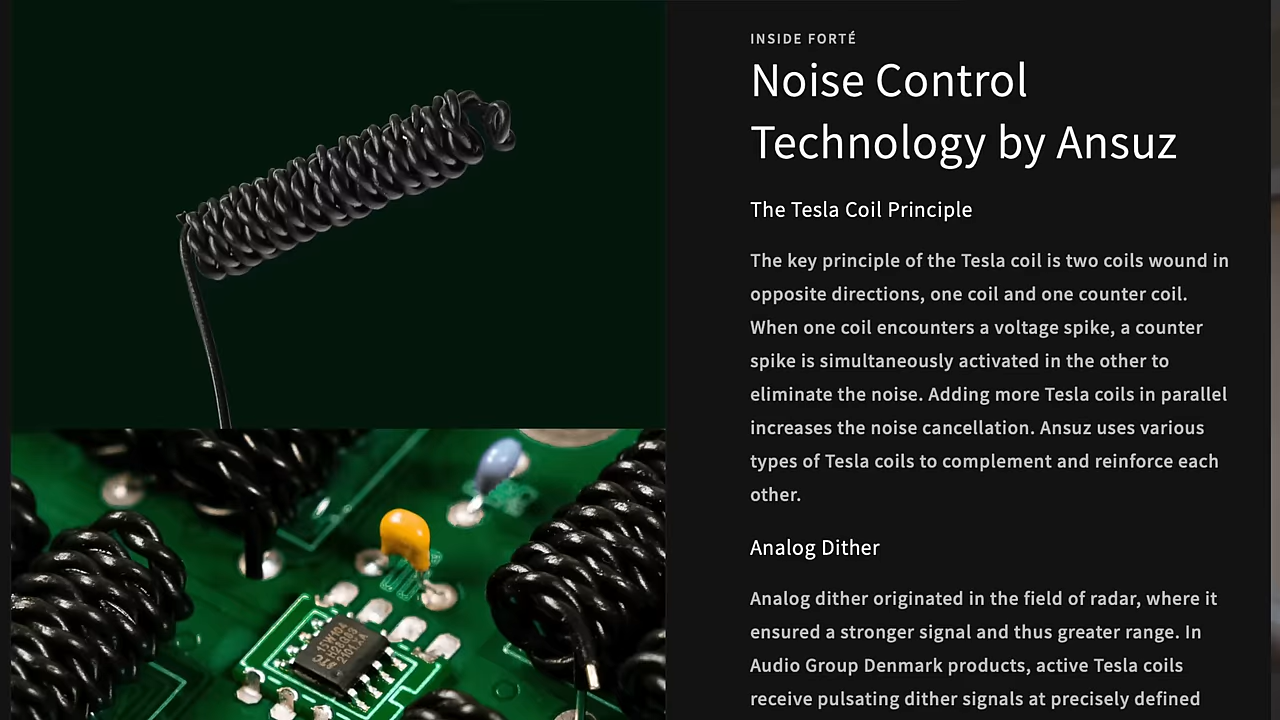 INSIDE FORTÉ
Noise Control
Technology by Ansuz
The Tesla Coil Principle
The key principle of the Tesla coil is two coils wound in
opposite directions, one coil and one counter coil.
When one coil encounters a voltage spike, a counter
spike is simultaneously activated in the other to
eliminate the noise. Adding more Tesla coils in parallel
increases the noise cancellation. Ansuz uses various
types of Tesla coils to complement and reinforce each
other.
Analog Dither
Analog dither originated in the field of radar, where it
ensured a stronger signal and thus greater range. In
Audio Group Denmark products, active Tesla coils
receive pulsating dither signals at precisely defined